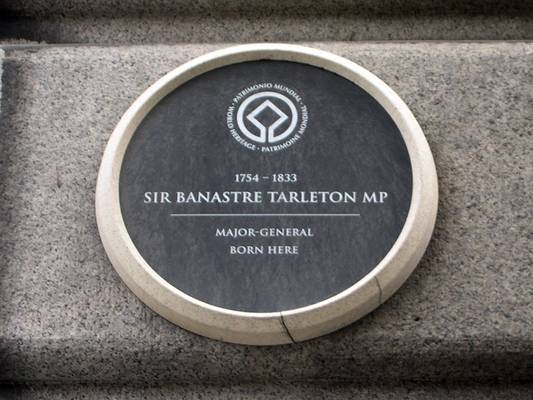 PATRIMONIO MUNDIAL • WORLD HERITAGE • PATRIMOINE MONDIAL •
1754 – 1833
SIR BANASTRE TARLETON MP
MAJOR-GENERAL
BORN HERE